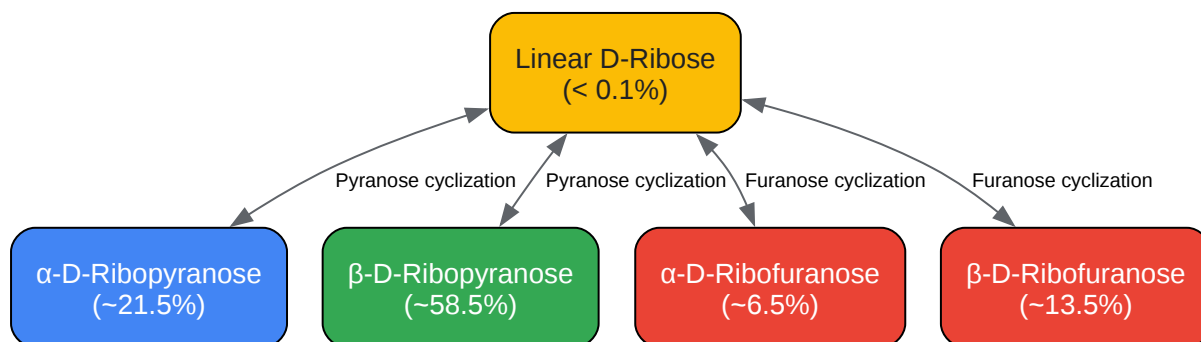 Linear D-Ribose
(< 0.1%)
Pyranose cyclization
Pyranose cyclization
Furanose cyclization
Furanose cyclization
α-D-Ribopyranose
(~21.5%)
β-D-Ribopyranose
(~58.5%)
α-D-Ribofuranose
(~6.5%)
β-D-Ribofuranose
(~13.5%)